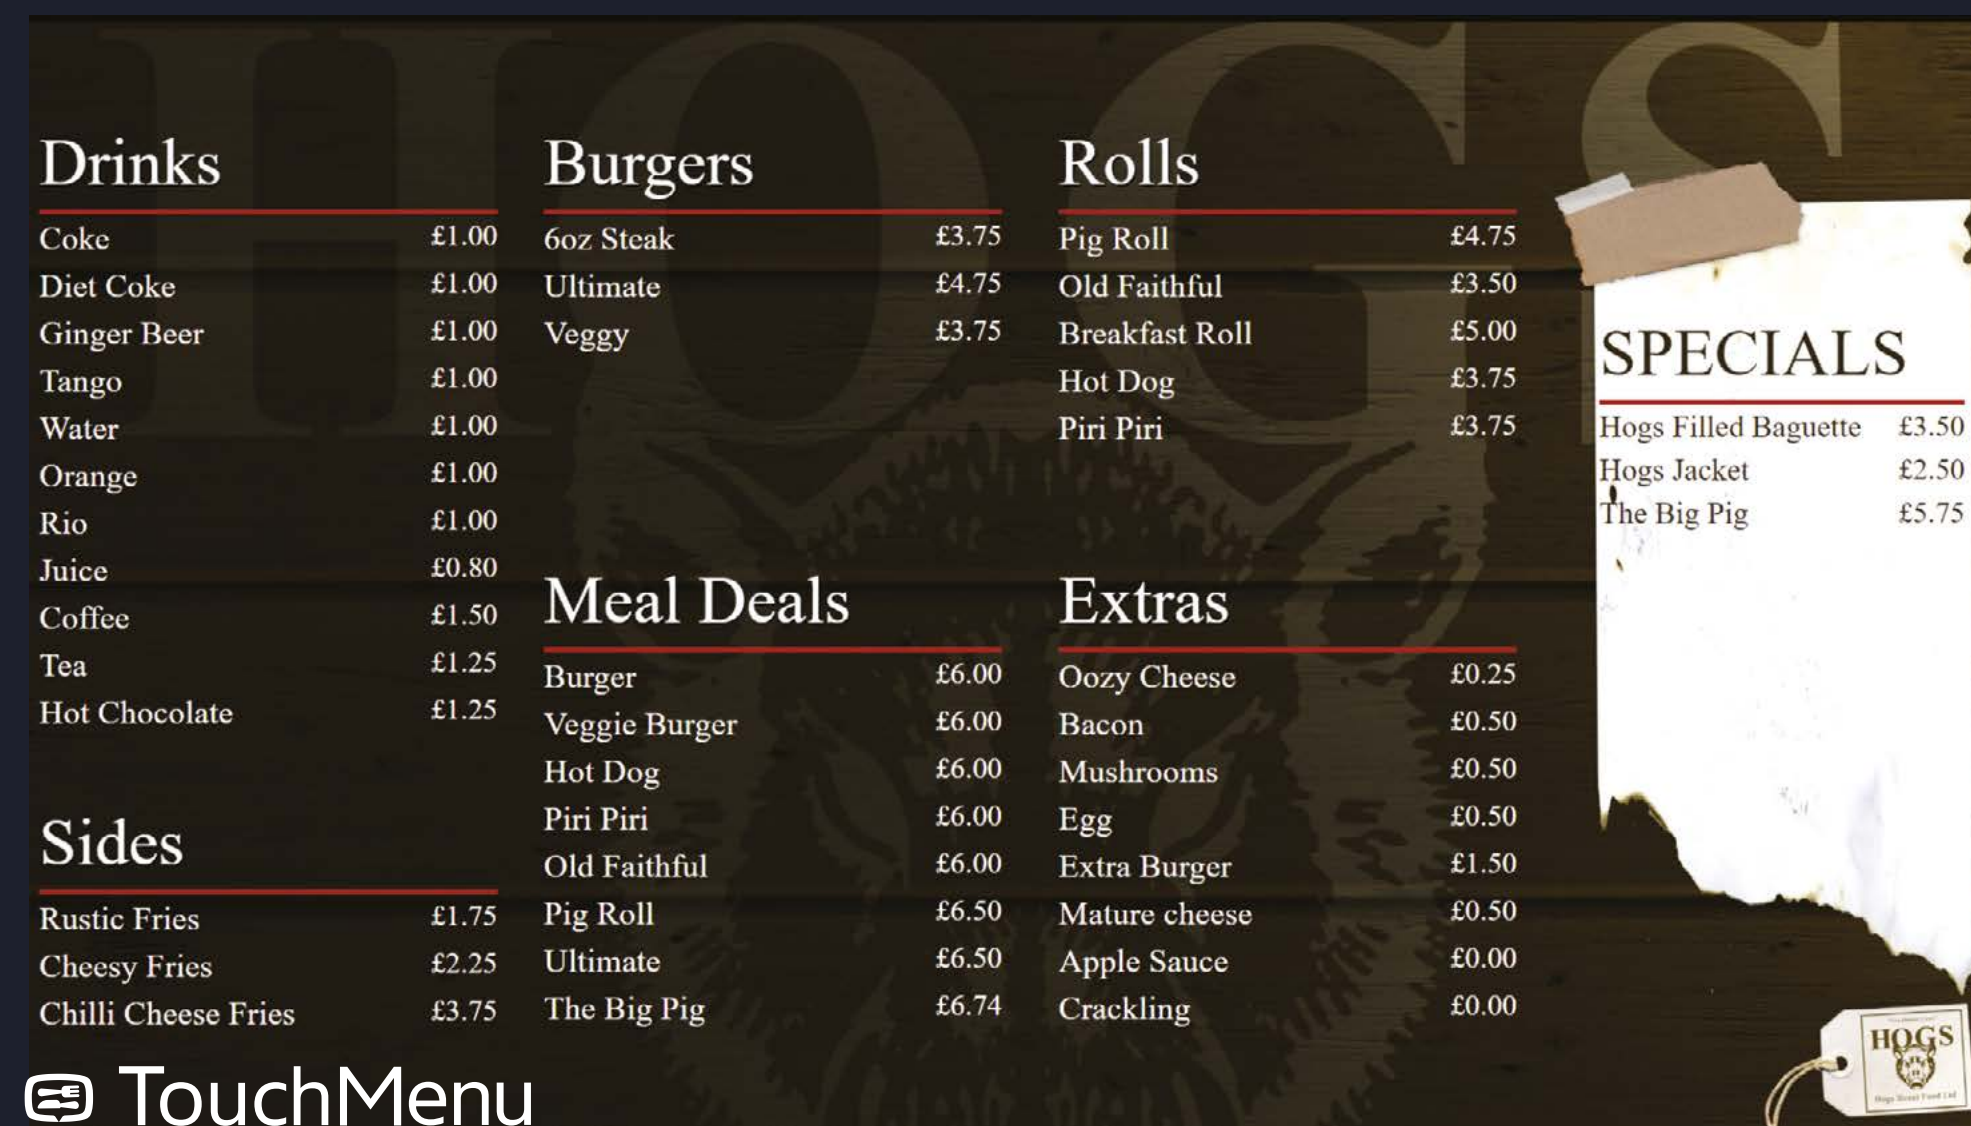 HOGS
Drinks
Coke £1.00
Diet Coke £1.00
Ginger Beer £1.00
Tango £1.00
Water £1.00
Orange £1.00
Rio £1.00
Juice £0.80
Coffee £1.50
Tea £1.25
Hot Chocolate £1.25
Sides
Rustic Fries £1.75
Cheesy Fries £2.25
Chilli Cheese Fries £3.75
Burgers
6oz Steak £3.75
Ultimate £4.75
Veggy £3.75
Meal Deals
Burger £6.00
Veggie Burger £6.00
Hot Dog £6.00
Piri Piri £6.00
Old Faithful £6.00
Pig Roll £6.50
Ultimate £6.50
The Big Pig £6.74
Rolls
Pig Roll £4.75
Old Faithful £3.50
Breakfast Roll £5.00
Hot Dog £3.75
Piri Piri £3.75
Extras
Oozy Cheese £0.25
Bacon £0.50
Mushrooms £0.50
Egg £0.50
Extra Burger £1.50
Mature cheese £0.50
Apple Sauce £0.00
Crackling £0.00
SPECIALS
Hogs Filled Baguette £3.50
Hogs Jacket £2.50
The Big Pig £5.75
HOGS
Hogs Street Food Ltd
TouchMenu